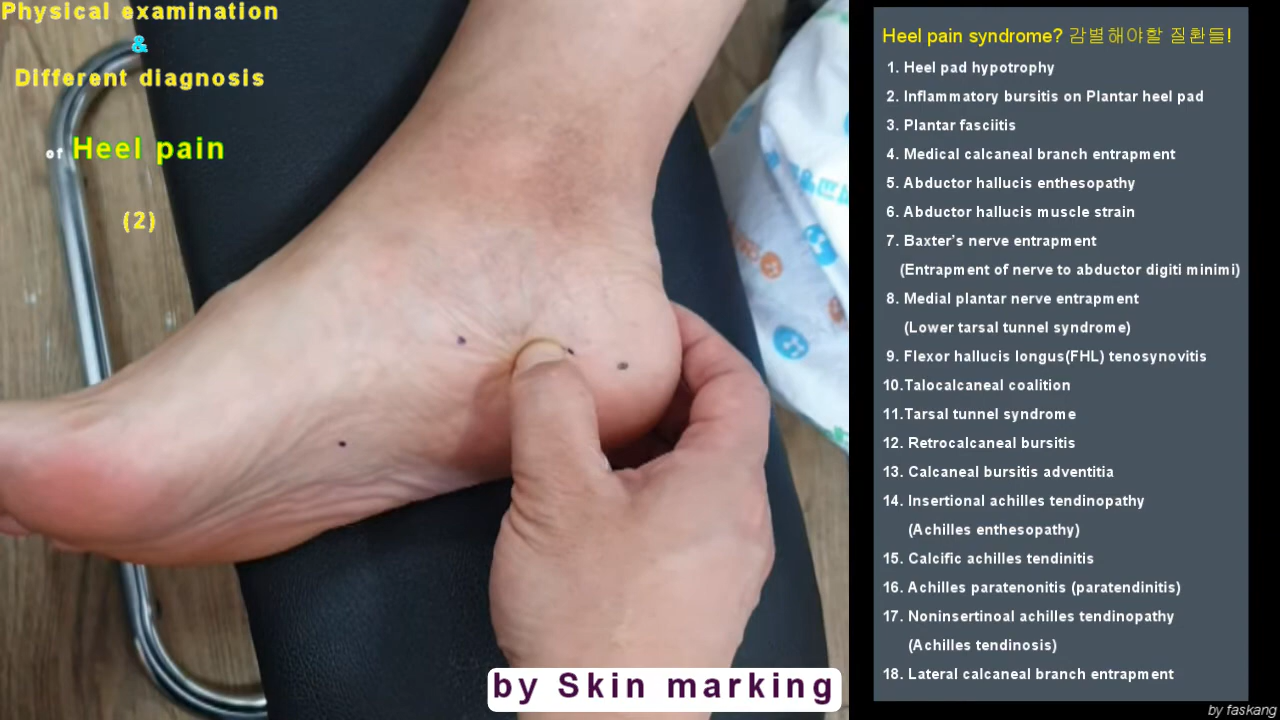 Physical examination
&
Different diagnosis
of Heel pain
(2)
by Skin marking
Heel pain syndrome? 감별해야할 질환들!
1. Heel pad hypotrophy
2. Inflammatory bursitis on Plantar heel pad
3. Plantar fasciitis
4. Medical calcaneal branch entrapment
5. Abductor hallucis enthesopathy
6. Abductor hallucis muscle strain
7. Baxter's nerve entrapment
(Entrapment of nerve to abductor digiti minimi)
8. Medial plantar nerve entrapment
(Lower tarsal tunnel syndrome)
9. Flexor hallucis longus(FHL) tenosynovitis
10.Talocalcaneal coalition
11.Tarsal tunnel syndrome
12. Retrocalcaneal bursitis
13. Calcaneal bursitis adventitia
14. Insertional achilles tendinopathy
(Achilles enthesopathy)
15. Calcific achilles tendinitis
16. Achilles paratenonitis (paratendinitis)
17. Noninsertinoal achilles tendinopathy
(Achilles tendinosis)
18. Lateral calcaneal branch entrapment
by faskang